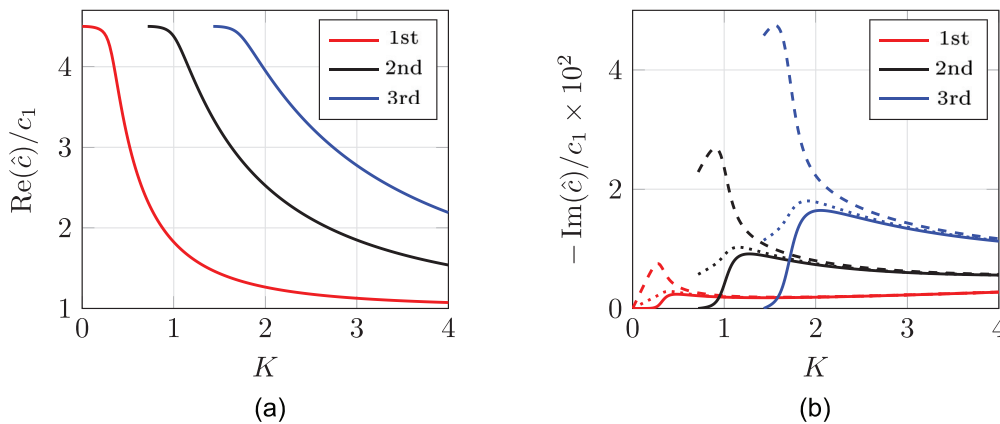 Re(ĉ)/c₁
4
3
2
1
0 1 2 3 4
K
1st
2nd
3rd
(a)
− Im(ĉ)/c₁ × 10²
4
2
0
0 1 2 3 4
K
1st
2nd
3rd
(b)